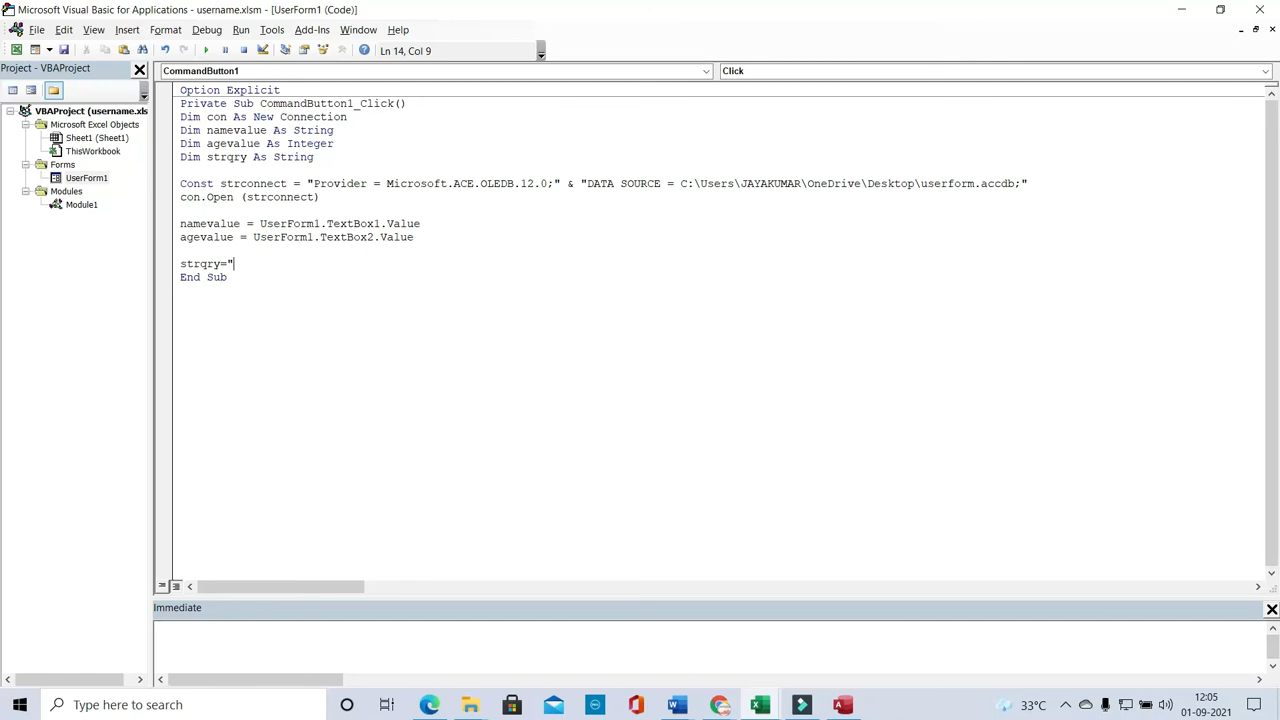 Microsoft Visual Basic for Applications - username.xlsm - [UserForm1 (Code)]
File Edit View Insert Format Debug Run Tools Add-Ins Window Help
Ln 14, Col 9
Project - VBAProject
CommandButton1
Click
VBAProject (username.xls
Microsoft Excel Objects
Sheet1 (Sheet1)
ThisWorkbook
Forms
UserForm1
Modules
Module1
Option Explicit
Private Sub CommandButton1_Click()
Dim con As New Connection
Dim namevalue As String
Dim agevalue As Integer
Dim strqry As String
Const strconnect = "Provider = Microsoft.ACE.OLEDB.12.0;" & "DATA SOURCE = C:\Users\JAYAKUMAR\OneDrive\Desktop\userform.accdb;"
con.Open (strconnect)
namevalue = UserForm1.TextBox1.Value
agevalue = UserForm1.TextBox2.Value
strqry="
End Sub
Immediate
Type here to search
33°C
12:05
01-09-2021